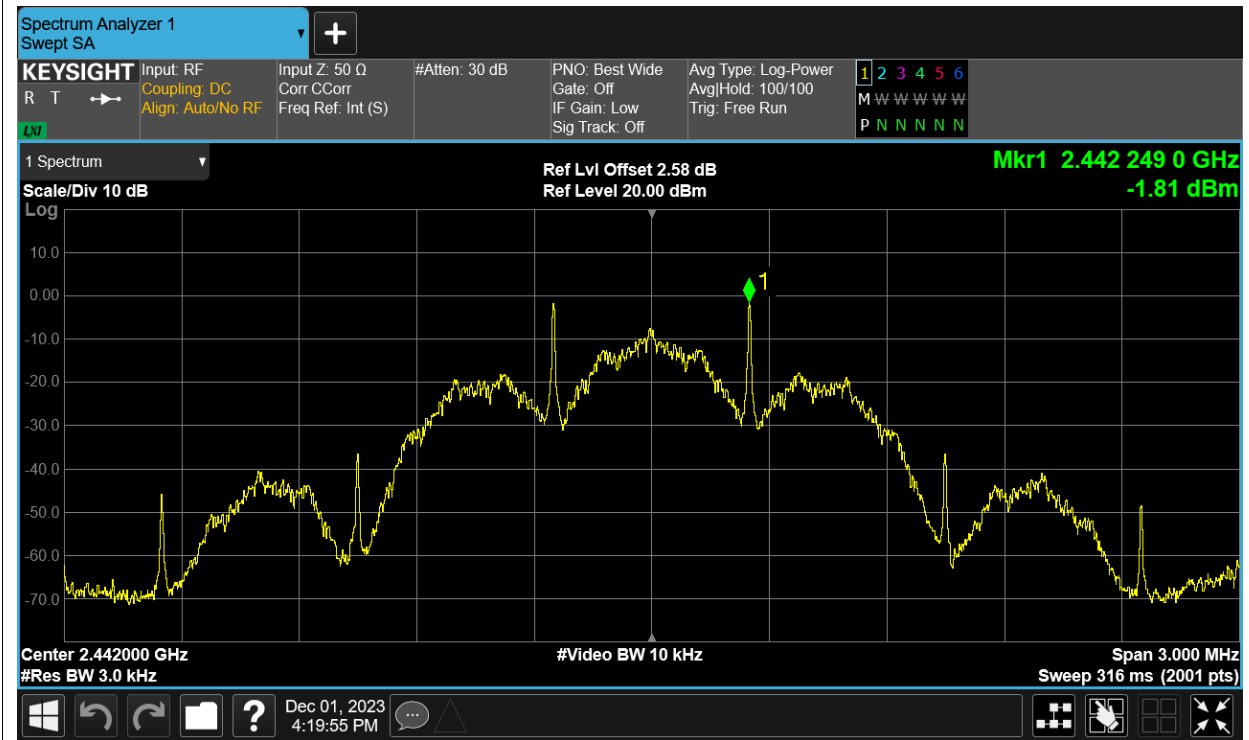 Spectrum Analyzer 1
Swept SA
KEYSIGHT
R T
LXI
Input: RF
Coupling: DC
Align: Auto/No RF
Input Z: 50 Ω
Corr CCorr
Freq Ref: Int (S)
#Atten: 30 dB
PNO: Best Wide
Gate: Off
IF Gain: Low
Sig Track: Off
Avg Type: Log-Power
Avg|Hold: 100/100
Trig: Free Run
1 2 3 4 5 6
M W W W W W
P N N N N N
1 Spectrum
Scale/Div 10 dB
Ref Lvl Offset 2.58 dB
Ref Level 20.00 dBm
Mkr1 2.442 249 0 GHz
-1.81 dBm
Log
10.0
0.00
-10.0
-20.0
-30.0
-40.0
-50.0
-60.0
-70.0
1
Center 2.442000 GHz
#Res BW 3.0 kHz
#Video BW 10 kHz
Span 3.000 MHz
Sweep 316 ms (2001 pts)
?
Dec 01, 2023
4:19:55 PM